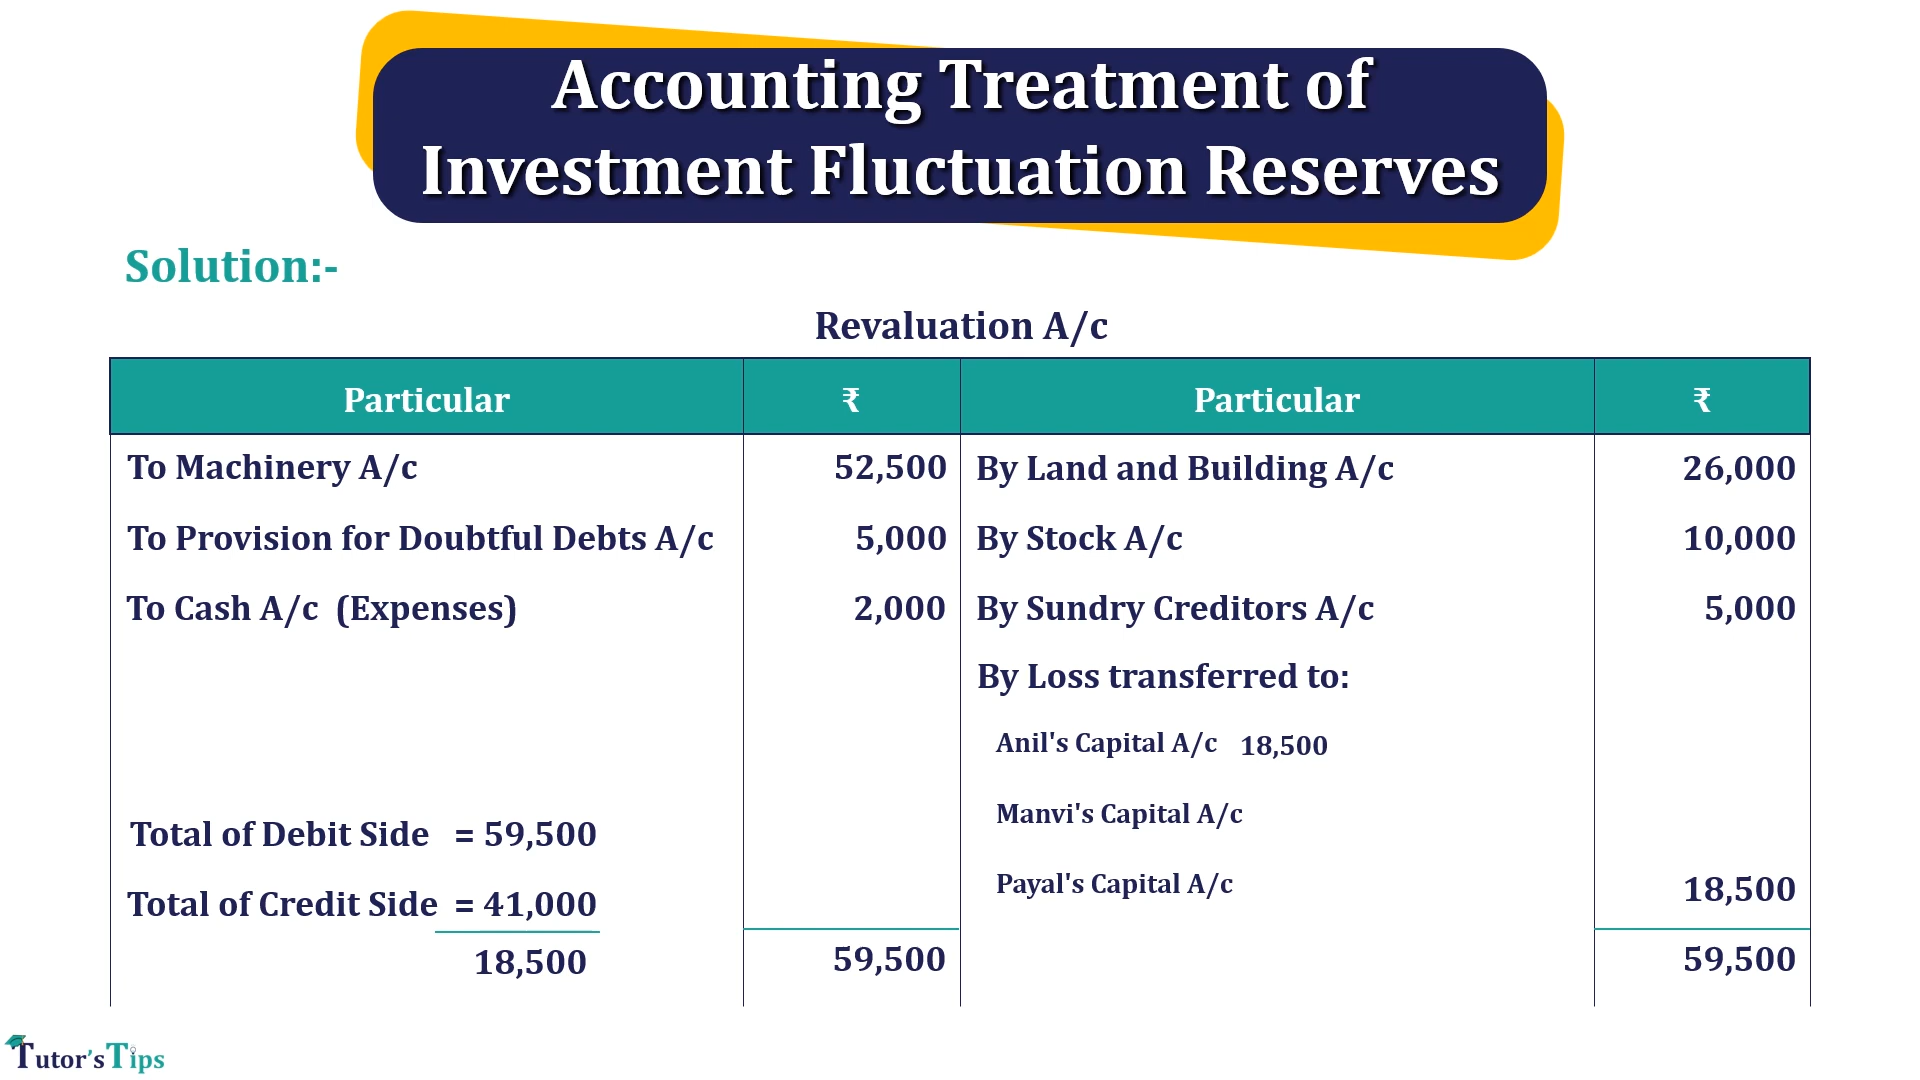 Accounting Treatment of
Investment Fluctuation Reserves
Solution:-
Revaluation A/c
Particular ₹ Particular ₹
To Machinery A/c 52,500 By Land and Building A/c 26,000
To Provision for Doubtful Debts A/c 5,000 By Stock A/c 10,000
To Cash A/c (Expenses) 2,000 By Sundry Creditors A/c 5,000
By Loss transferred to:
Anil's Capital A/c 18,500
Manvi's Capital A/c
Total of Debit Side = 59,500
Payal's Capital A/c 18,500
Total of Credit Side = 41,000
18,500 59,500 59,500
Tutor'sTips